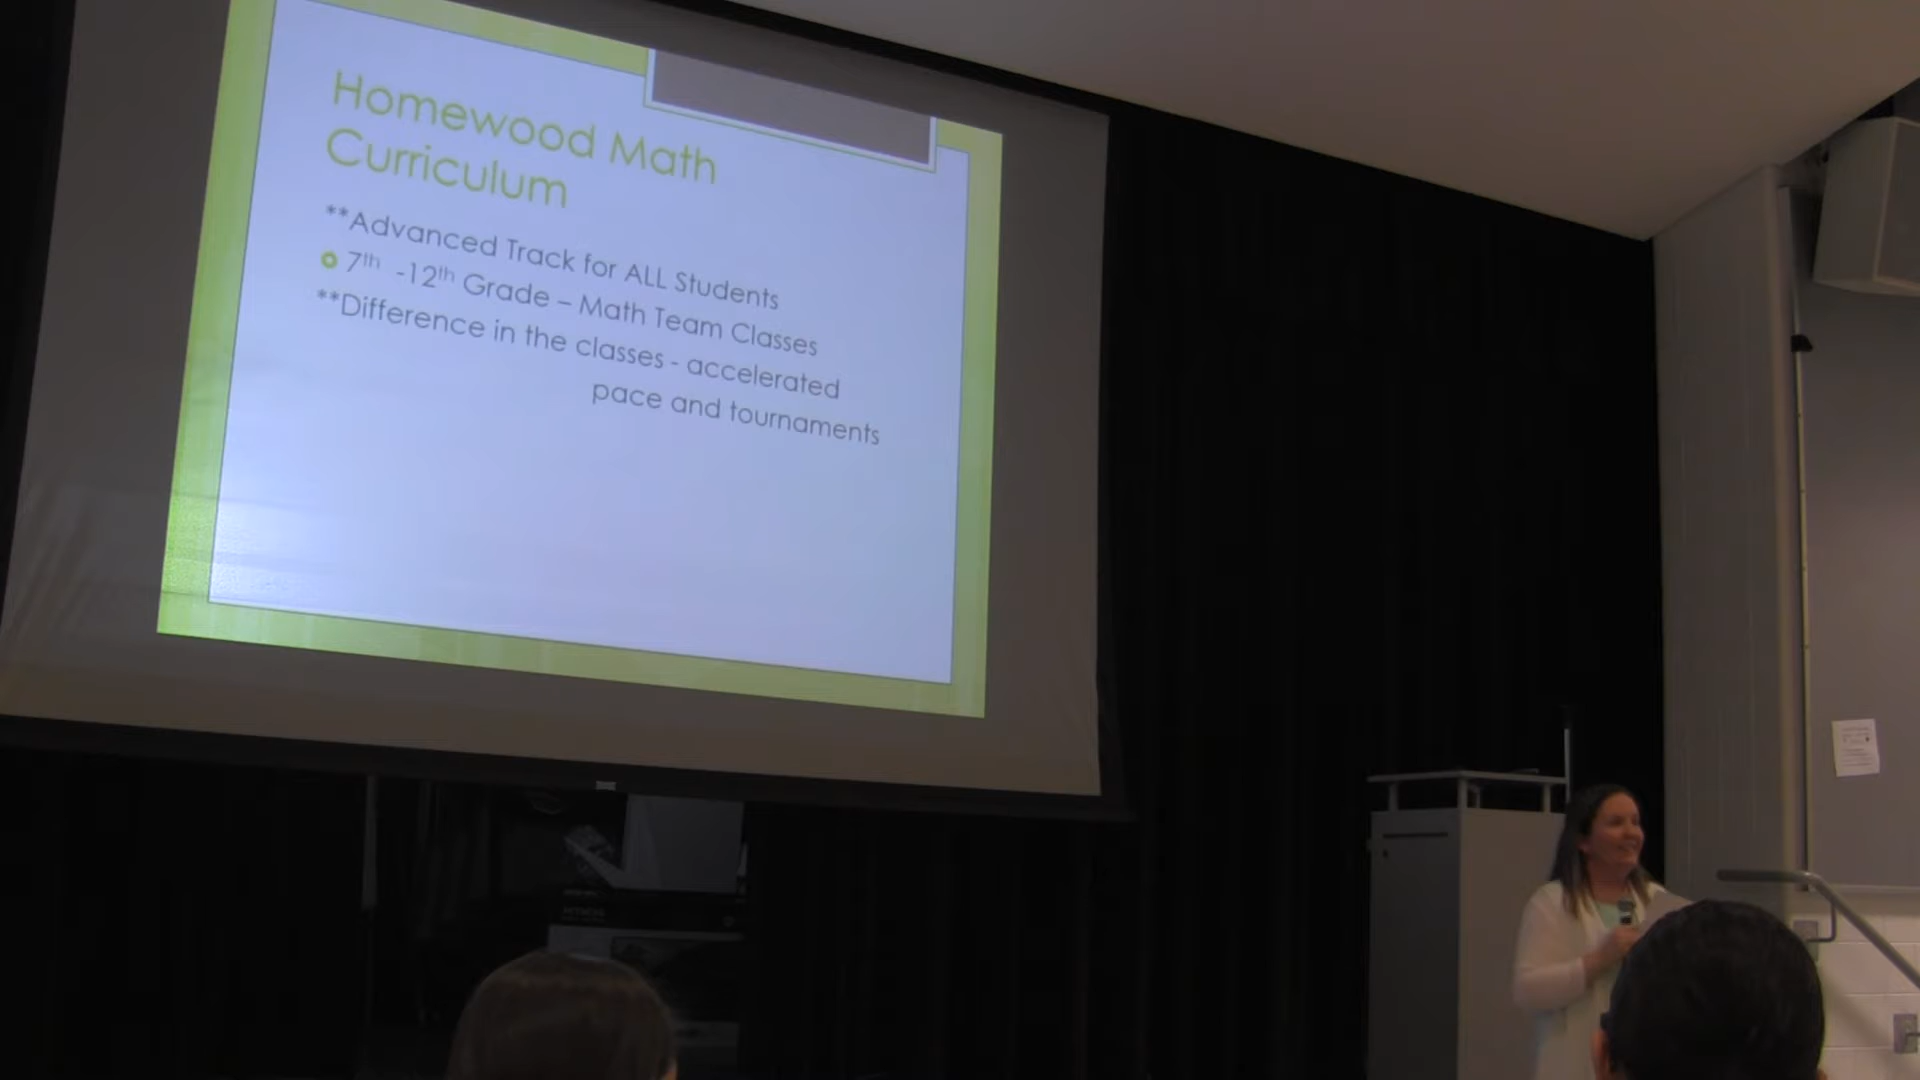 Homewood Math
Curriculum
**Advanced Track for ALL Students
7th -12th Grade – Math Team Classes
**Difference in the classes - accelerated
pace and tournaments